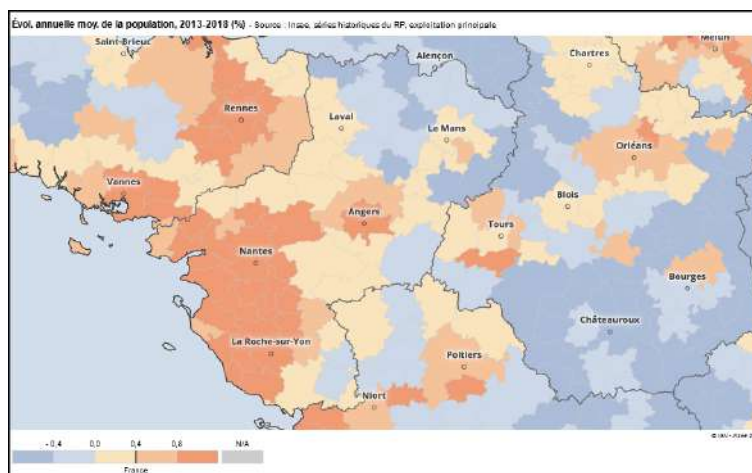 Évol. annuelle moy. de la population, 2013-2018 (%) - Source : Insee, séries historiques du RP, exploitation principale
Saint-Brieuc
Alençon
Chartres
Melun
Rennes
Laval
Le Mans
Orléans
Vannes
Angers
Blois
Tours
Nantes
Bourges
Châteauroux
La Roche-sur-Yon
Poitiers
Niort
- 0,4 0,0 0,4 0,8 N/A
France